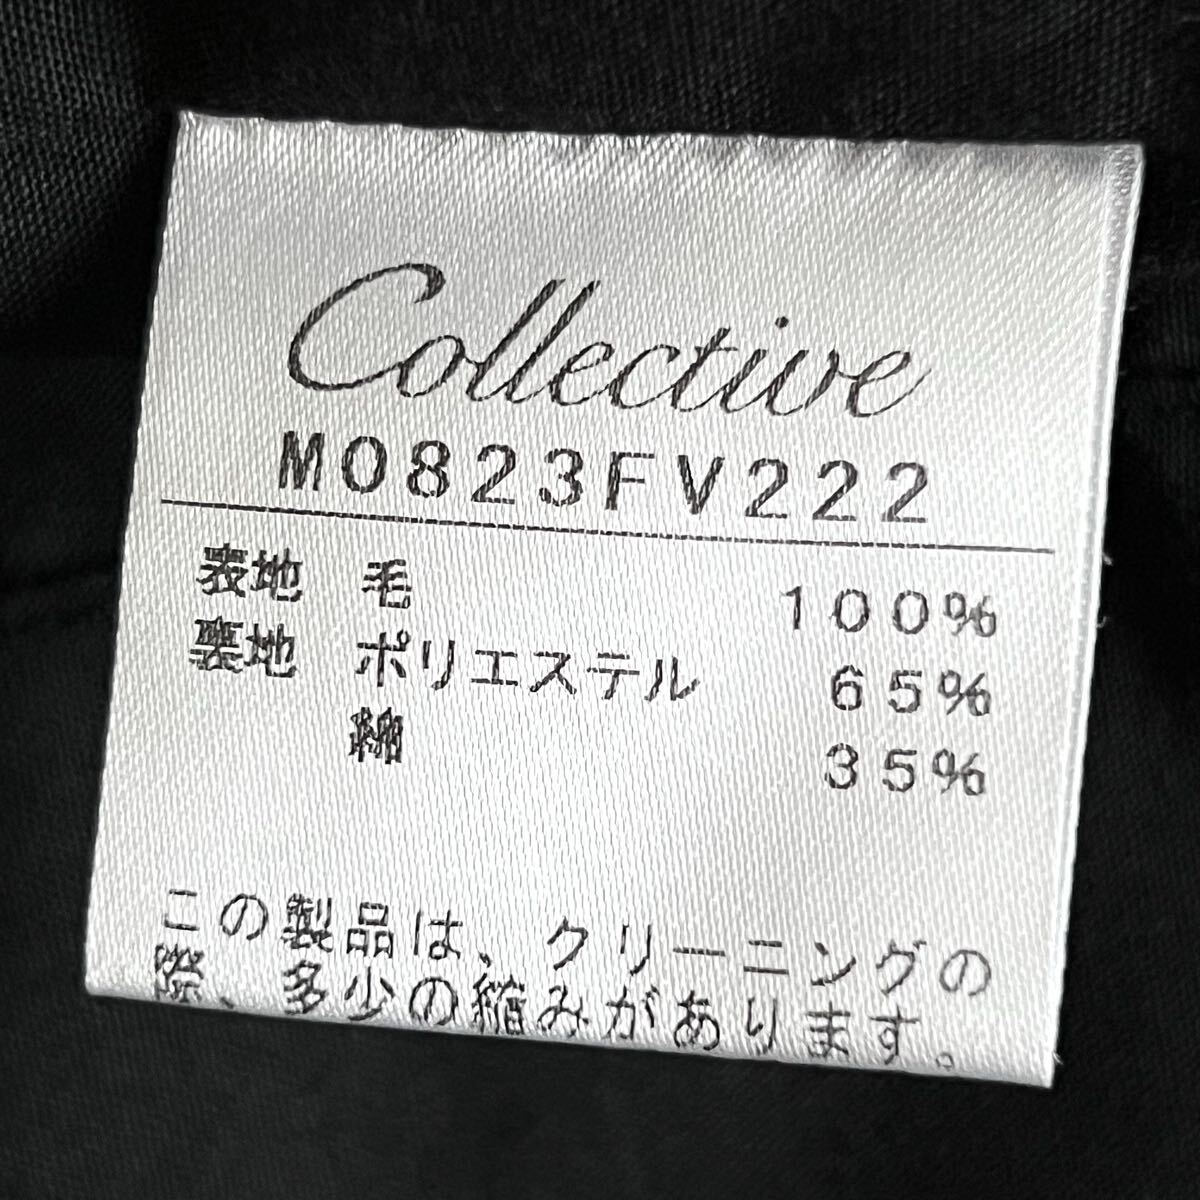 Collective
M0823FV222
表地 毛 100%
裏地 ポリエステル 65%
綿 35%
この製品は、クリーニングの
際、多少の縮みがあります。